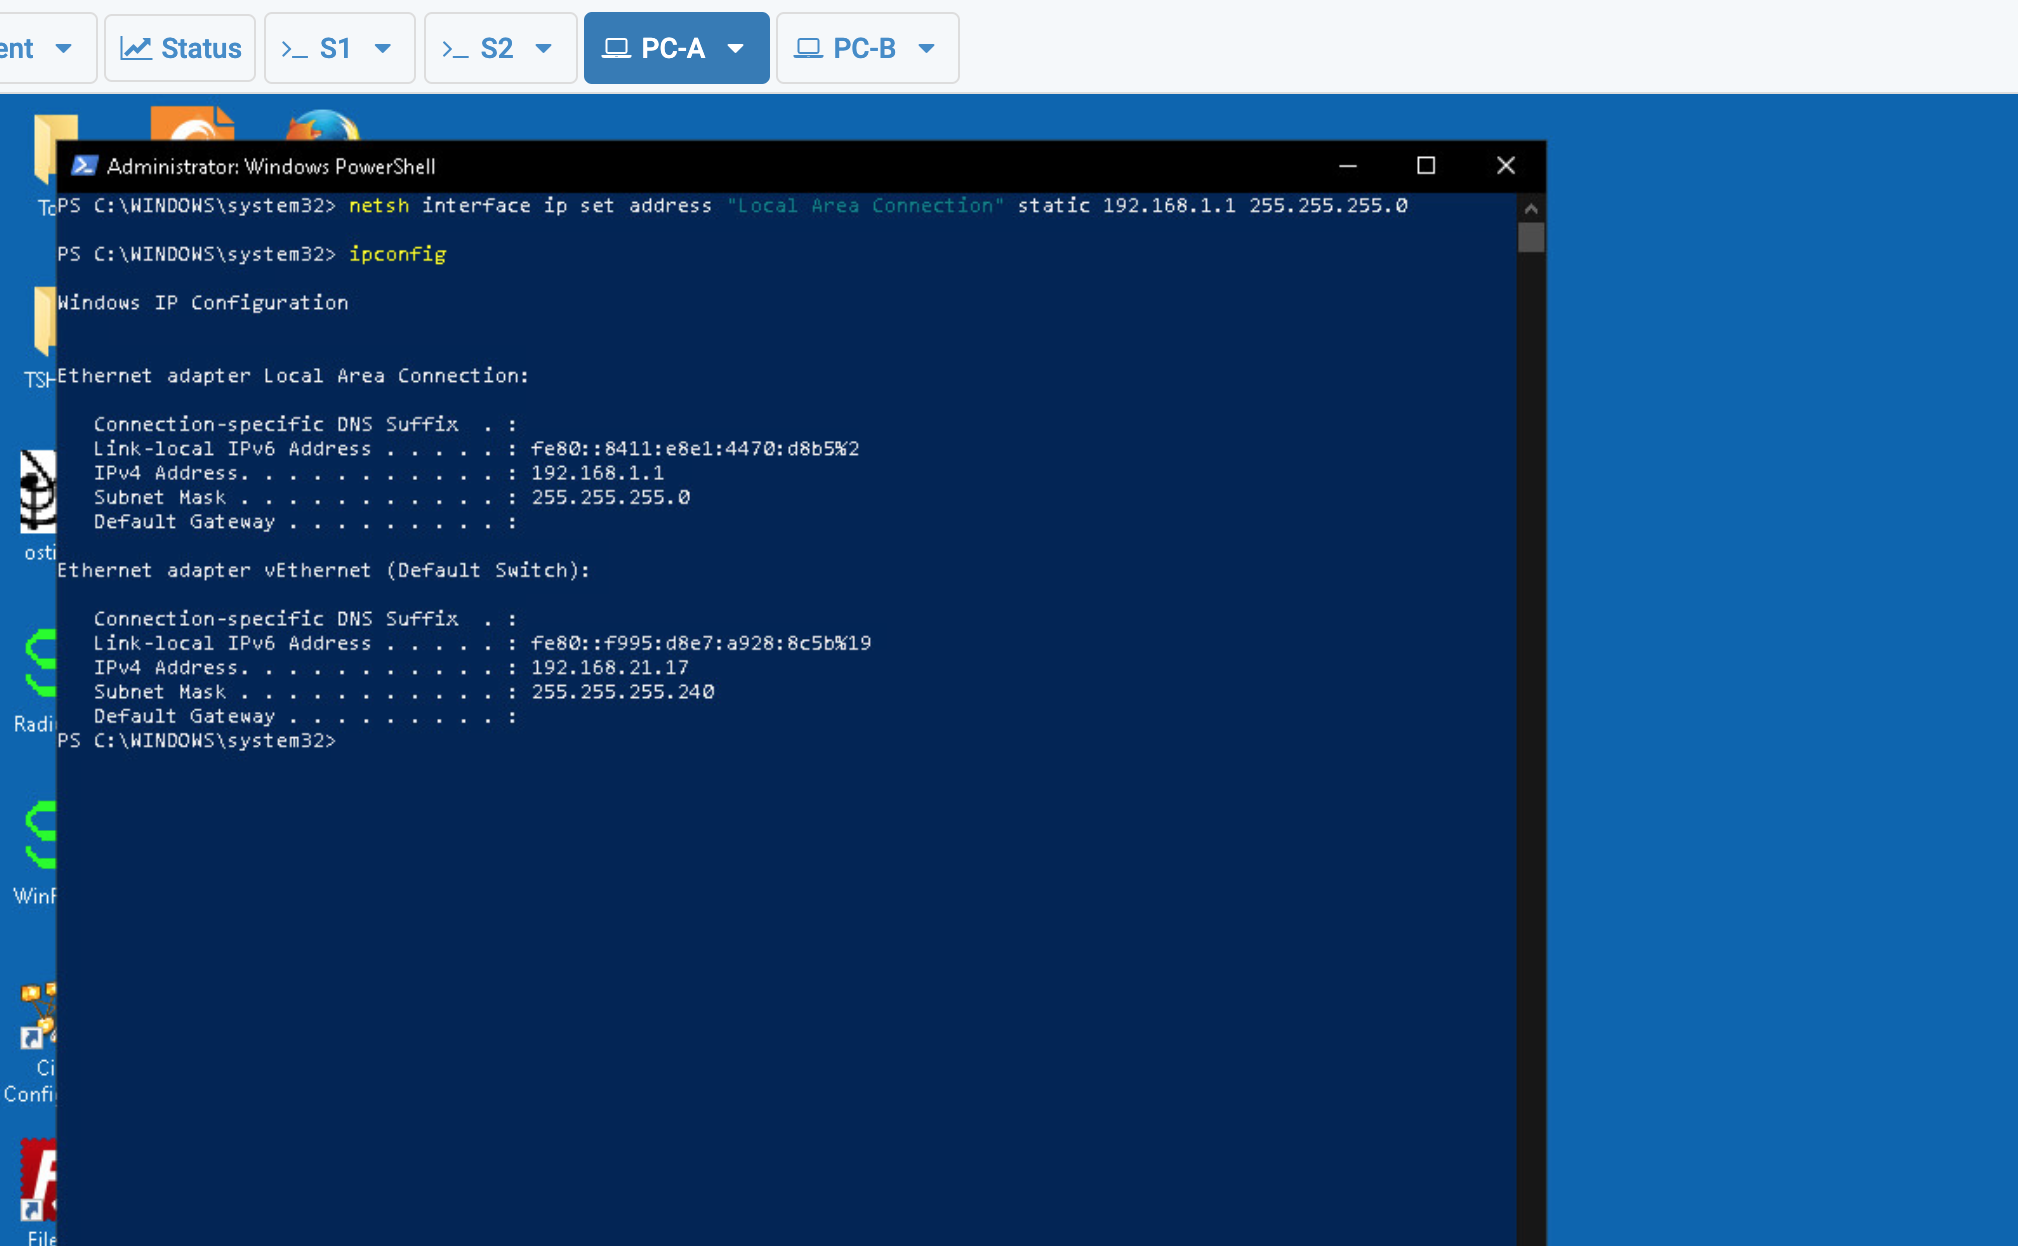 ent
Status
>_ S1
>_ S2
PC-A
PC-B
Administrator: Windows PowerShell
To
PS C:\WINDOWS\system32> netsh interface ip set address "Local Area Connection" static 192.168.1.1 255.255.255.0
PS C:\WINDOWS\system32> ipconfig
Windows IP Configuration
TSH
Ethernet adapter Local Area Connection:
Connection-specific DNS Suffix . :
Link-local IPv6 Address . . . . . : fe80::8411:e8e1:4470:d8b5%2
IPv4 Address. . . . . . . . . . . : 192.168.1.1
Subnet Mask . . . . . . . . . . . : 255.255.255.0
Default Gateway . . . . . . . . . :
osti
Ethernet adapter vEthernet (Default Switch):
Connection-specific DNS Suffix . :
Link-local IPv6 Address . . . . . : fe80::f995:d8e7:a928:8c5b%19
IPv4 Address. . . . . . . . . . . : 192.168.21.17
Subnet Mask . . . . . . . . . . . : 255.255.255.240
Default Gateway . . . . . . . . . :
Radi
PS C:\WINDOWS\system32>
Win
Ci
Confi
File